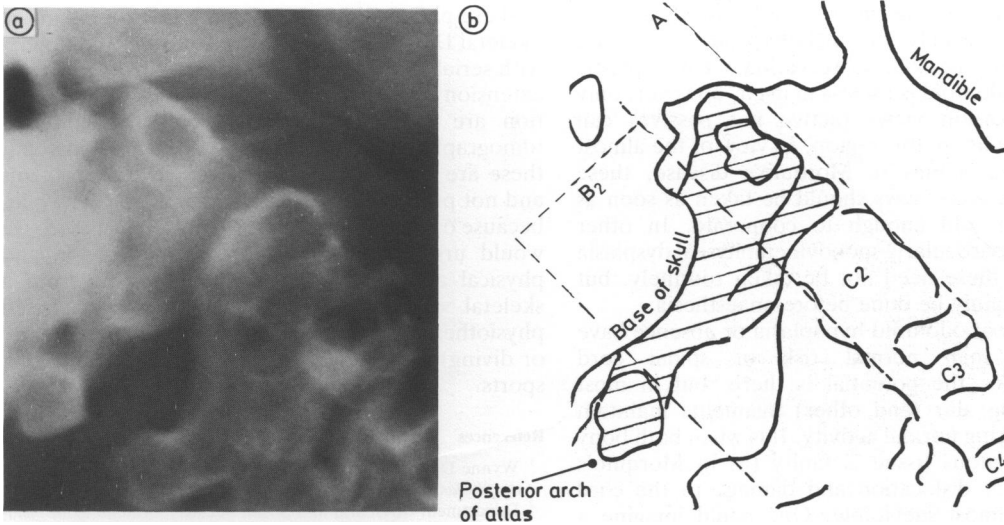 a
b
A
Mandible
B₂
C2
Base of skull
C3
C4
Posterior arch
of atlas